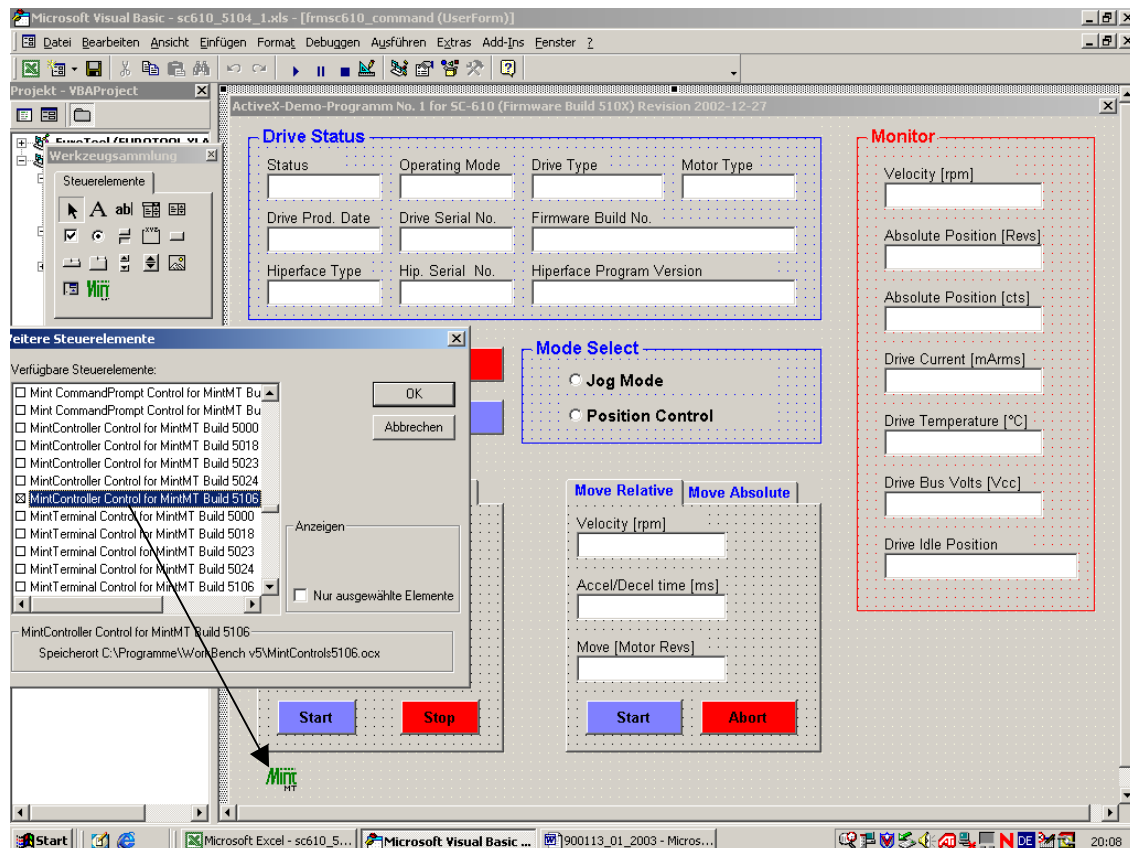 Microsoft Visual Basic - sc610_5104_1.xls - [frmsc610_command (UserForm)]
Datei Bearbeiten Ansicht Einfügen Format Debuggen Ausführen Extras Add-Ins Fenster ?
Projekt - VBAProject
Werkzeugsammlung
Steuerelemente
A ab|
XYZ
Mint
ActiveX-Demo-Programm No. 1 for SC-610 (Firmware Build 510X) Revision 2002-12-27
Drive Status
Status Operating Mode Drive Type Motor Type
Drive Prod. Date Drive Serial No. Firmware Build No.
Hiperface Type Hip. Serial No. Hiperface Program Version
Monitor
Velocity [rpm]
Absolute Position [Revs]
Absolute Position [cts]
Drive Current [mArms]
Drive Temperature [°C]
Drive Bus Volts [Vcc]
Drive Idle Position
Mode Select
Jog Mode
Position Control
Move Relative Move Absolute
Velocity [rpm]
Accel/Decel time [ms]
Move [Motor Revs]
Start Abort
Start Stop
eitere Steuerelemente
Verfügbare Steuerelemente:
Mint CommandPrompt Control for MintMT Bu
Mint CommandPrompt Control for MintMT Bu
MintController Control for MintMT Build 5000
MintController Control for MintMT Build 5018
MintController Control for MintMT Build 5023
MintController Control for MintMT Build 5024
MintController Control for MintMT Build 5106
MintTerminal Control for MintMT Build 5000
MintTerminal Control for MintMT Build 5018
MintTerminal Control for MintMT Build 5023
MintTerminal Control for MintMT Build 5024
MintTerminal Control for MintMT Build 5106
OK
Abbrechen
Anzeigen
Nur ausgewählte Elemente
MintController Control for MintMT Build 5106
Speicherort C:\Programme\WorkBench v5\MintControls5106.ocx
Mint
MT
Start Microsoft Excel - sc610_5... Microsoft Visual Basic ... 900113_01_2003 - Micros... N DE 20:08